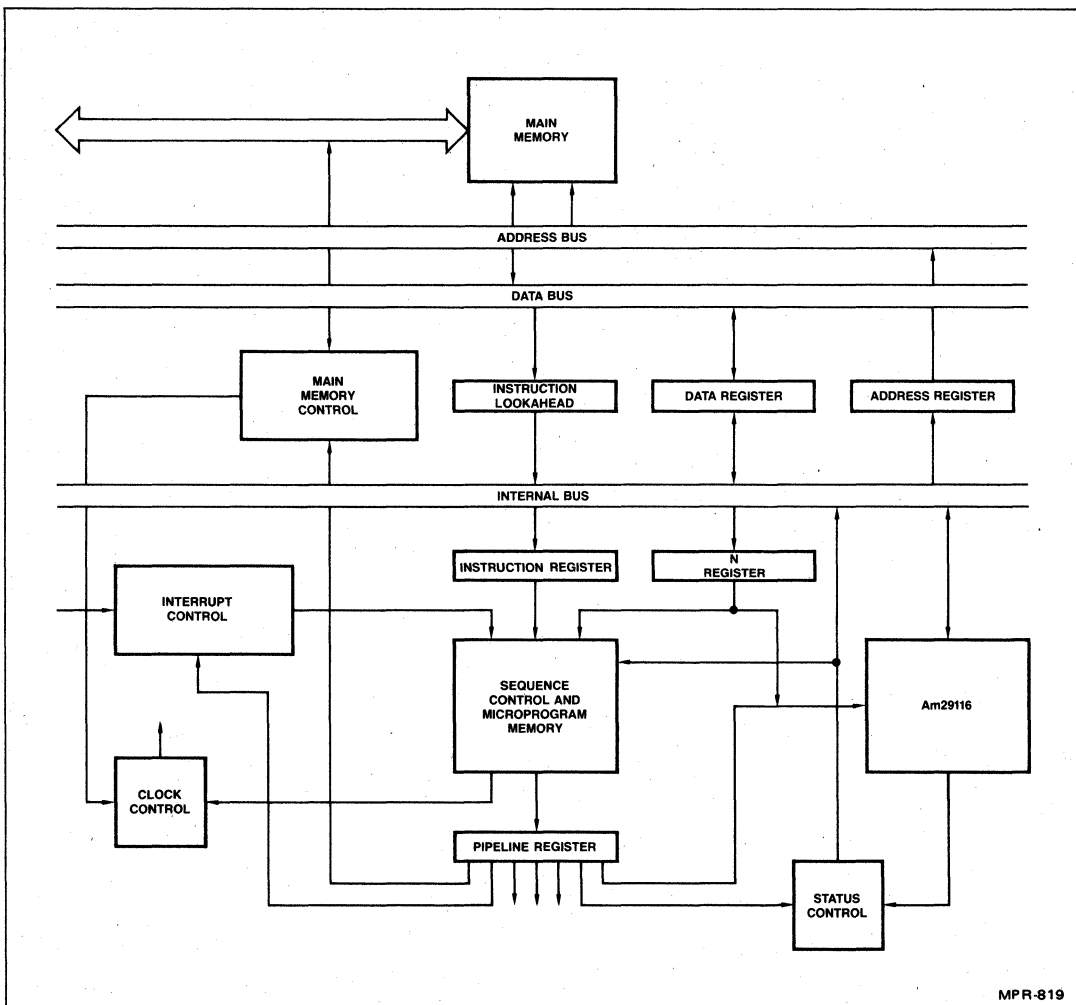 MAIN
MEMORY
ADDRESS BUS
DATA BUS
MAIN
MEMORY
CONTROL
INSTRUCTION
LOOKAHEAD
DATA REGISTER
ADDRESS REGISTER
INTERNAL BUS
INSTRUCTION REGISTER
N
REGISTER
INTERRUPT
CONTROL
SEQUENCE
CONTROL AND
MICROPROGRAM
MEMORY
Am29116
CLOCK
CONTROL
PIPELINE REGISTER
STATUS
CONTROL
MPR-819